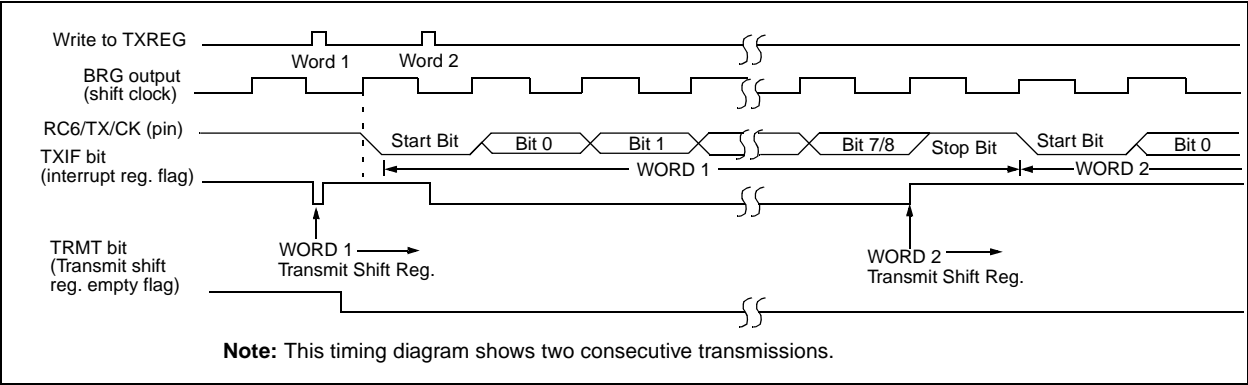 Write to TXREG
Word 1
Word 2
BRG output
(shift clock)
RC6/TX/CK (pin)
Start Bit
Bit 0
Bit 1
Bit 7/8
Stop Bit
Start Bit
Bit 0
TXIF bit
(interrupt reg. flag)
WORD 1
WORD 2
TRMT bit
(Transmit shift
reg. empty flag)
WORD 1
Transmit Shift Reg.
WORD 2
Transmit Shift Reg.
Note: This timing diagram shows two consecutive transmissions.